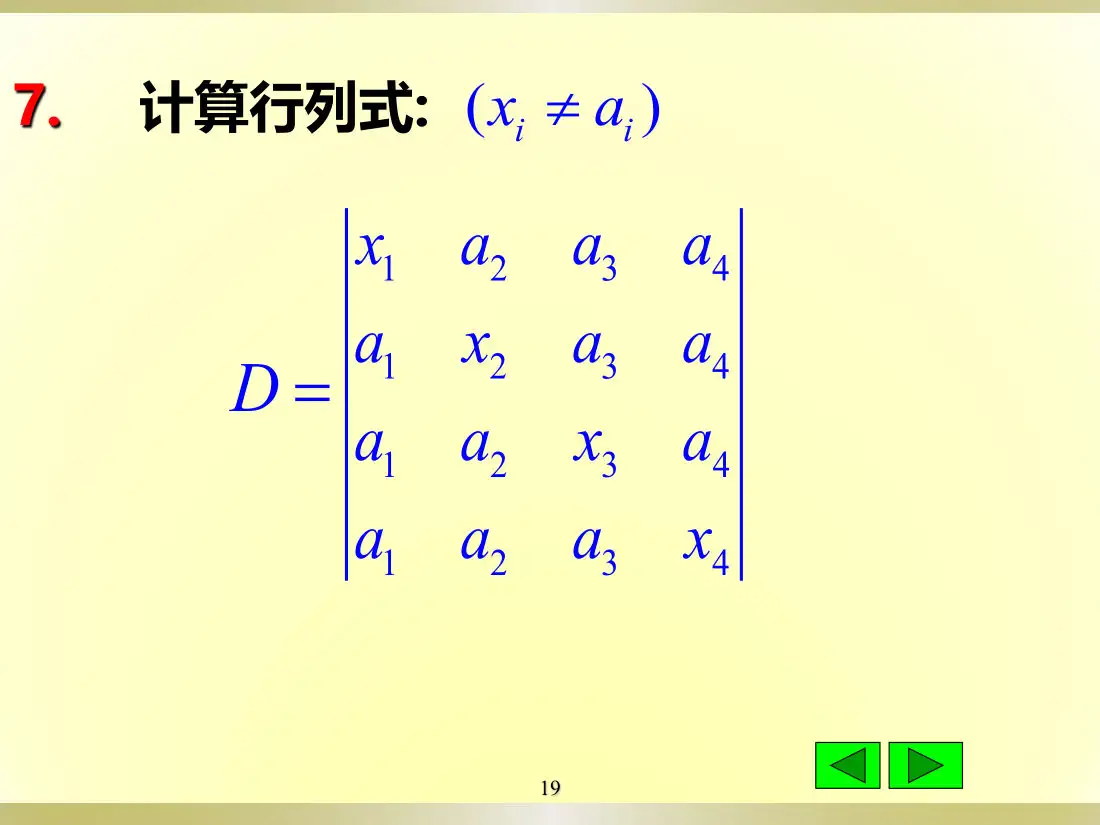 7. 计算行列式: (xᵢ ≠ aᵢ)
x₁ a₂ a₃ a₄
a₁ x₂ a₃ a₄
D =
a₁ a₂ x₃ a₄
a₁ a₂ a₃ x₄
19